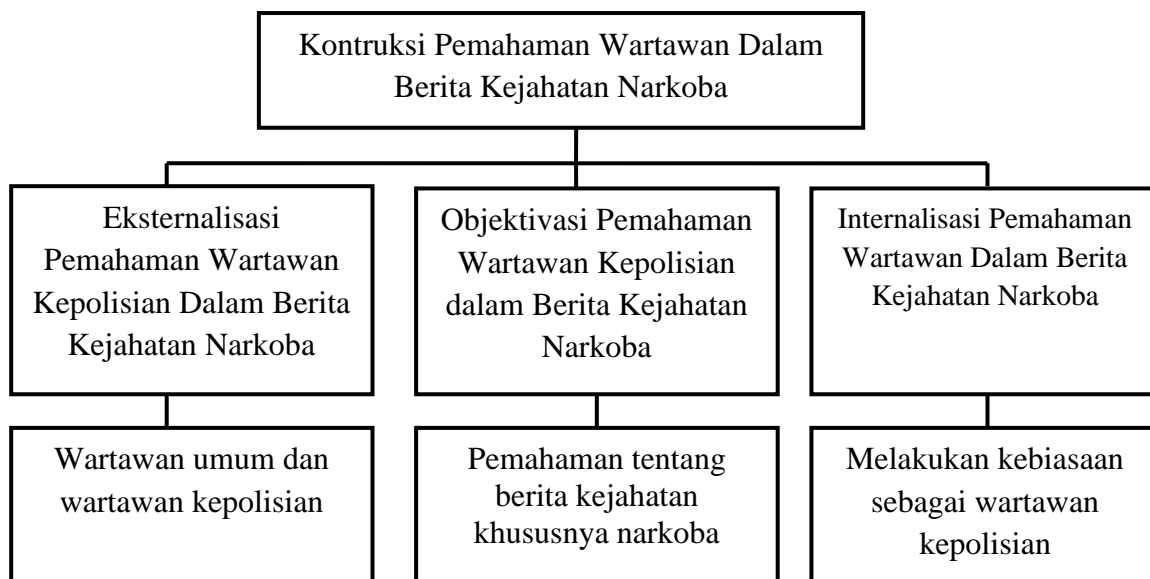 Kontruksi Pemahaman Wartawan Dalam
Berita Kejahatan Narkoba
Eksternalisasi
Pemahaman Wartawan
Kepolisian Dalam Berita
Kejahatan Narkoba
Objektivasi Pemahaman
Wartawan Kepolisian
dalam Berita Kejahatan
Narkoba
Internalisasi Pemahaman
Wartawan Dalam Berita
Kejahatan Narkoba
Wartawan umum dan
wartawan kepolisian
Pemahaman tentang
berita kejahatan
khususnya narkoba
Melakukan kebiasaan
sebagai wartawan
kepolisian